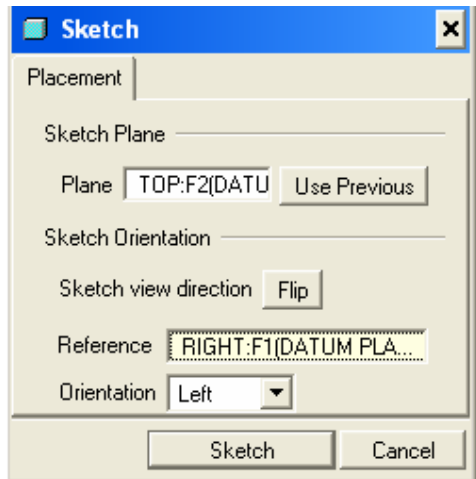 Sketch
Placement
Sketch Plane
Plane TOP:F2(DATU Use Previous
Sketch Orientation
Sketch view direction Flip
Reference RIGHT:F1(DATUM PLA...
Orientation Left
Sketch Cancel